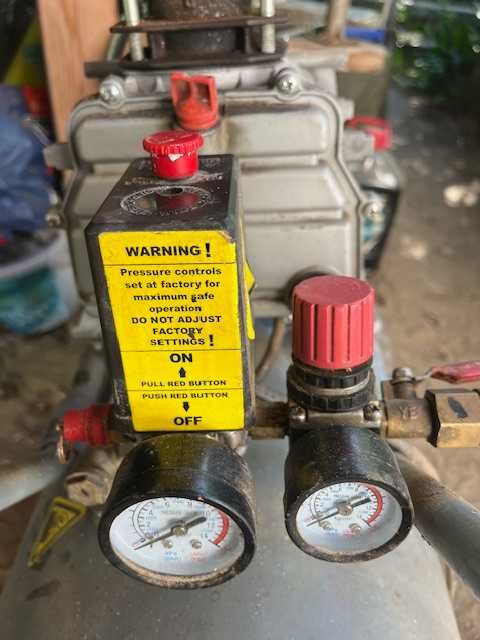 WARNING !
Pressure controls
set at factory for
maximum safe
operation
DO NOT ADJUST
FACTORY
SETTINGS !
ON
PULL RED BUTTON
PUSH RED BUTTON
OFF